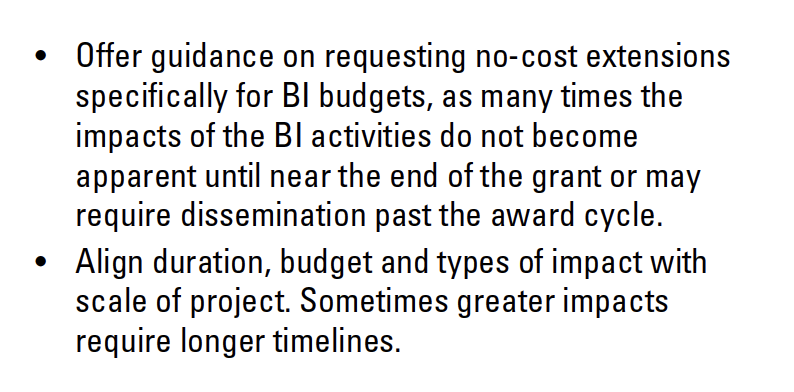 • Offer guidance on requesting no-cost extensions
specifically for BI budgets, as many times the
impacts of the BI activities do not become
apparent until near the end of the grant or may
require dissemination past the award cycle.
• Align duration, budget and types of impact with
scale of project. Sometimes greater impacts
require longer timelines.